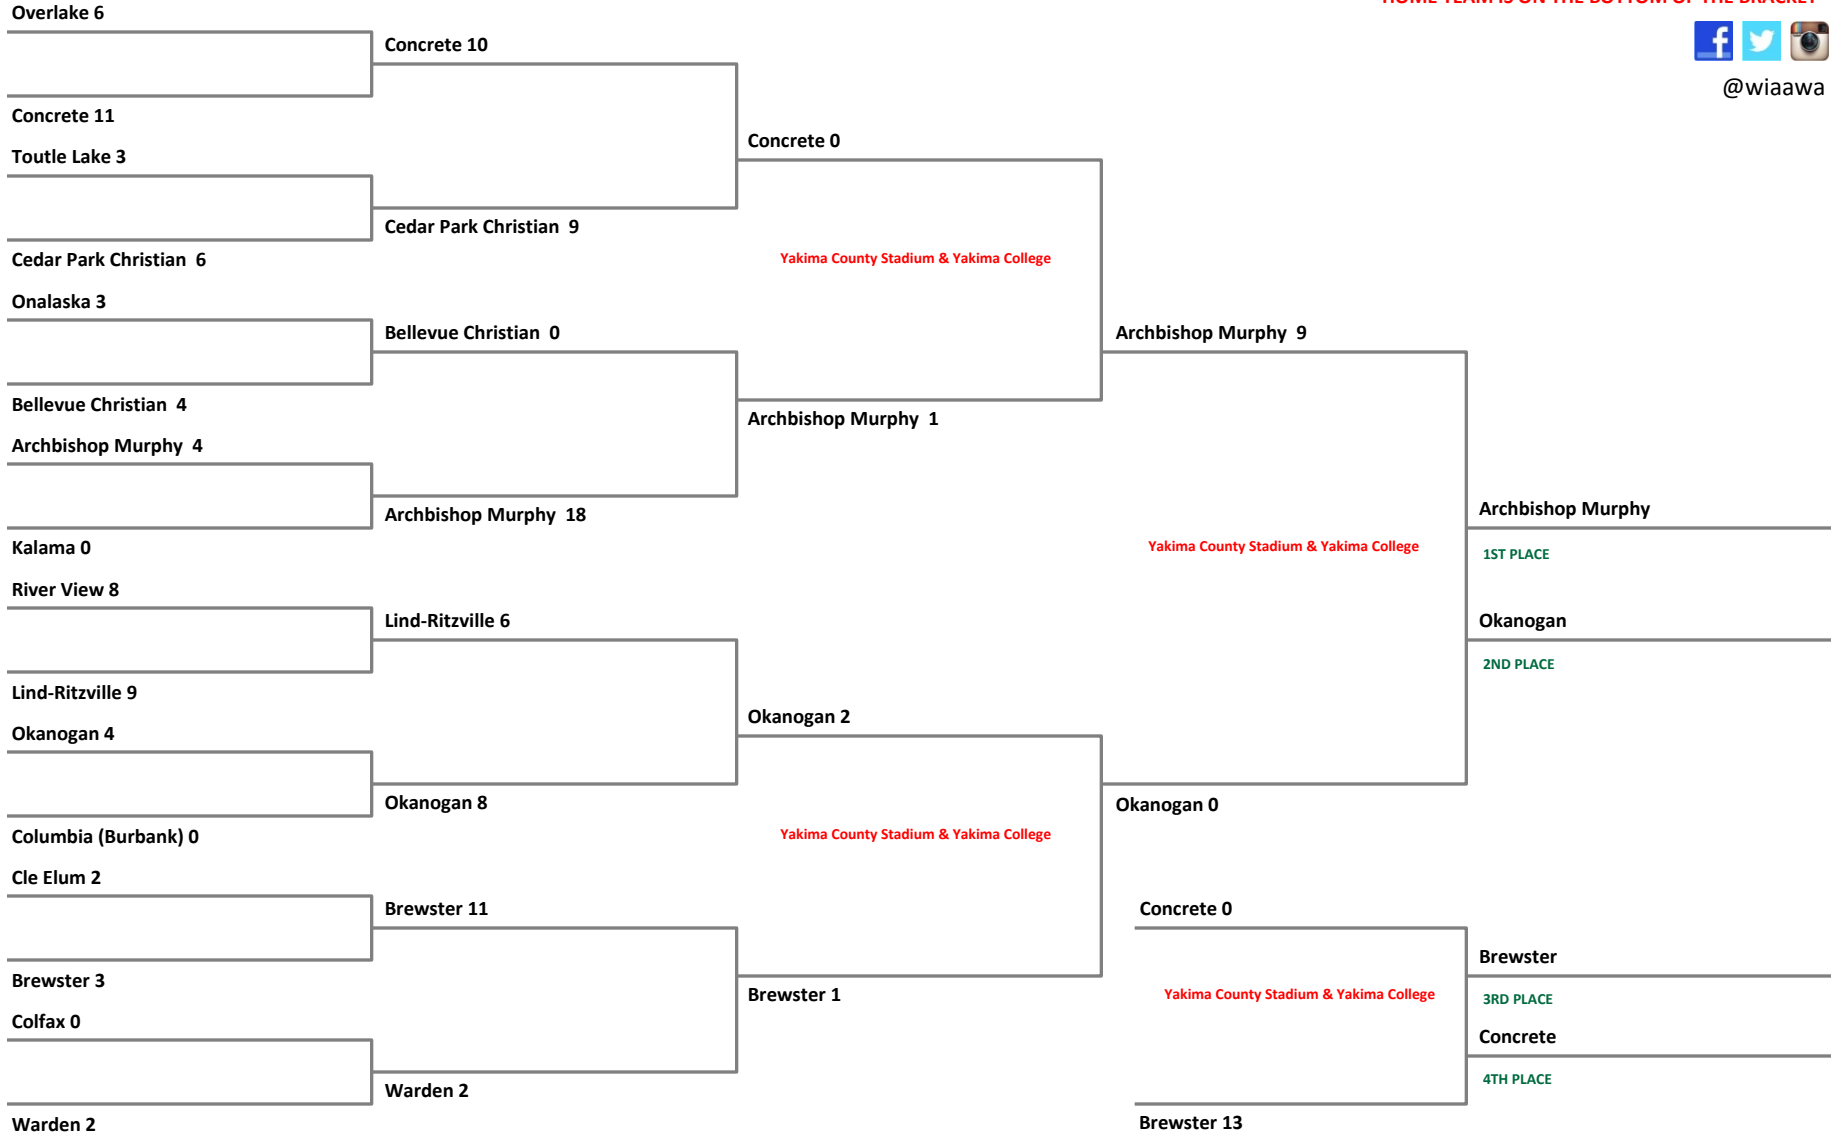 HOME TEAM IS ON THE BOTTOM OF THE BRACKET
@wiaawa
Overlake 6
Concrete 11
Toutle Lake 3
Cedar Park Christian 6
Onalaska 3
Bellevue Christian 4
Archbishop Murphy 4
Kalama 0
River View 8
Lind-Ritzville 9
Okanogan 4
Columbia (Burbank) 0
Cle Elum 2
Brewster 3
Colfax 0
Warden 2
Concrete 10
Cedar Park Christian 9
Bellevue Christian 0
Archbishop Murphy 18
Lind-Ritzville 6
Okanogan 8
Brewster 11
Warden 2
Concrete 0
Yakima County Stadium & Yakima College
Archbishop Murphy 1
Okanogan 2
Yakima County Stadium & Yakima College
Brewster 1
Archbishop Murphy 9
Yakima County Stadium & Yakima College
Okanogan 0
Concrete 0
Yakima County Stadium & Yakima College
Brewster 13
Archbishop Murphy
1ST PLACE
Okanogan
2ND PLACE
Brewster
3RD PLACE
Concrete
4TH PLACE